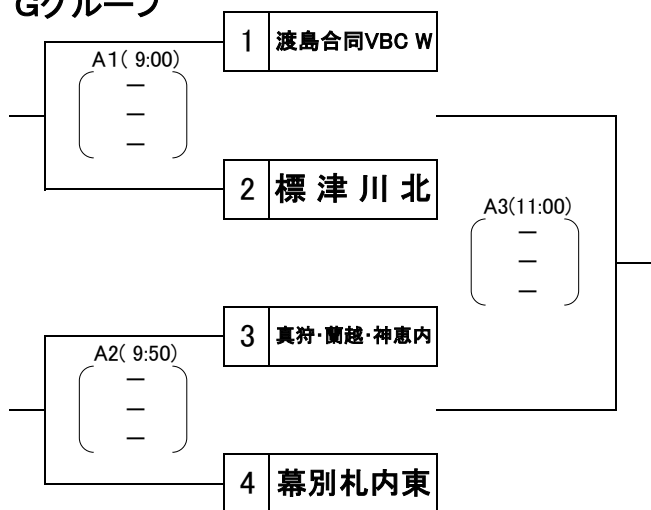 Gグループ
1 渡島合同VBC W
A1( 9:00)
－
－
－
2 標津川北
A3(11:00)
－
－
－
3 真狩・蘭越・神恵内
A2( 9:50)
－
－
－
4 幕別札内東